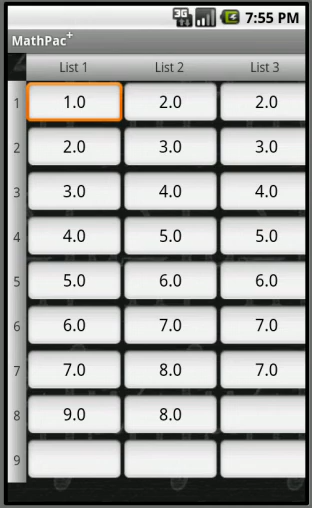 3G 7:55 PM
MathPac+
List 1 List 2 List 3
1 1.0 2.0 2.0
2 2.0 3.0 3.0
3 3.0 4.0 4.0
4 4.0 5.0 5.0
5 5.0 6.0 6.0
6 6.0 7.0 7.0
7 7.0 8.0 7.0
8 9.0 8.0
9